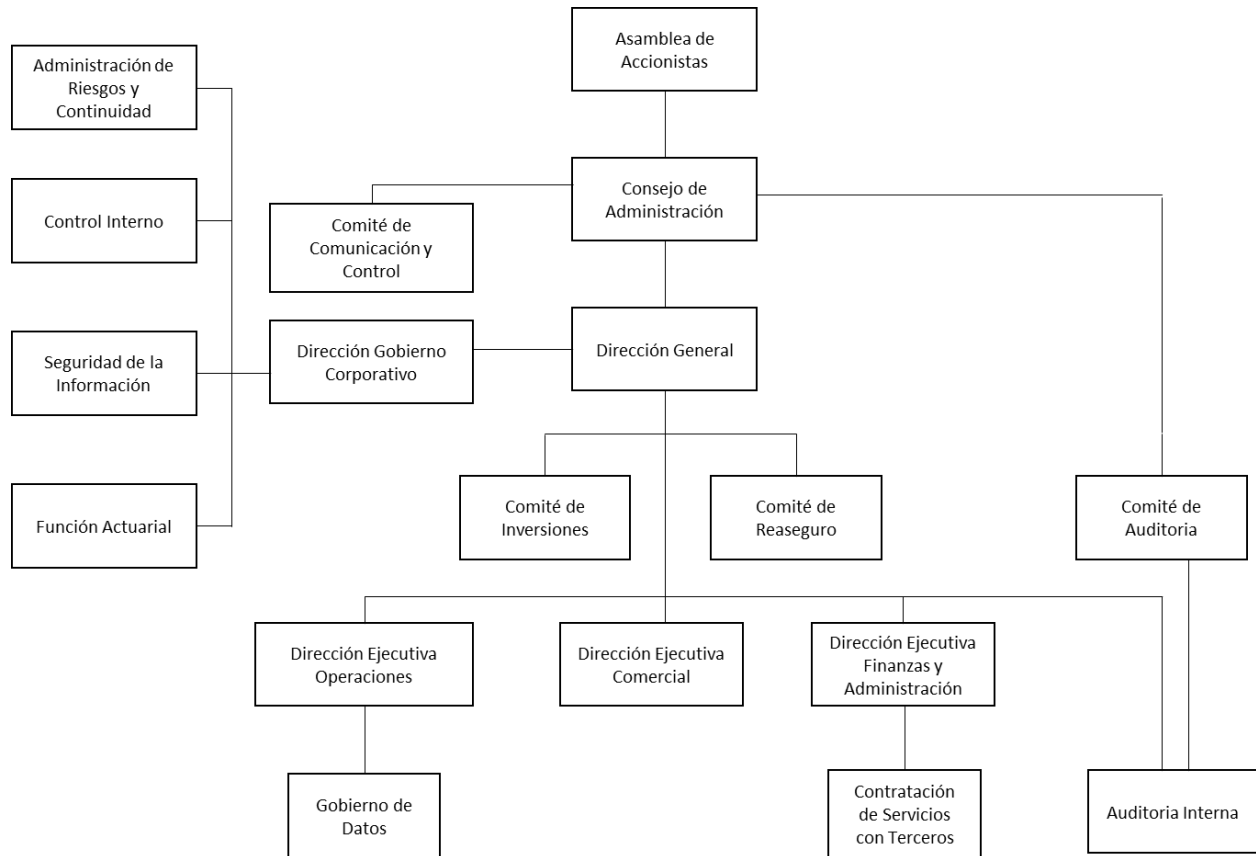 Asamblea de
Accionistas
Administración de
Riesgos y
Continuidad
Consejo de
Administración
Control Interno
Comité de
Comunicación y
Control
Dirección General
Seguridad de la
Información
Dirección Gobierno
Corporativo
Comité de
Inversiones
Comité de
Reaseguro
Comité de
Auditoria
Función Actuarial
Dirección Ejecutiva
Operaciones
Dirección Ejecutiva
Comercial
Dirección Ejecutiva
Finanzas y
Administración
Gobierno de
Datos
Contratación
de Servicios
con Terceros
Auditoria Interna